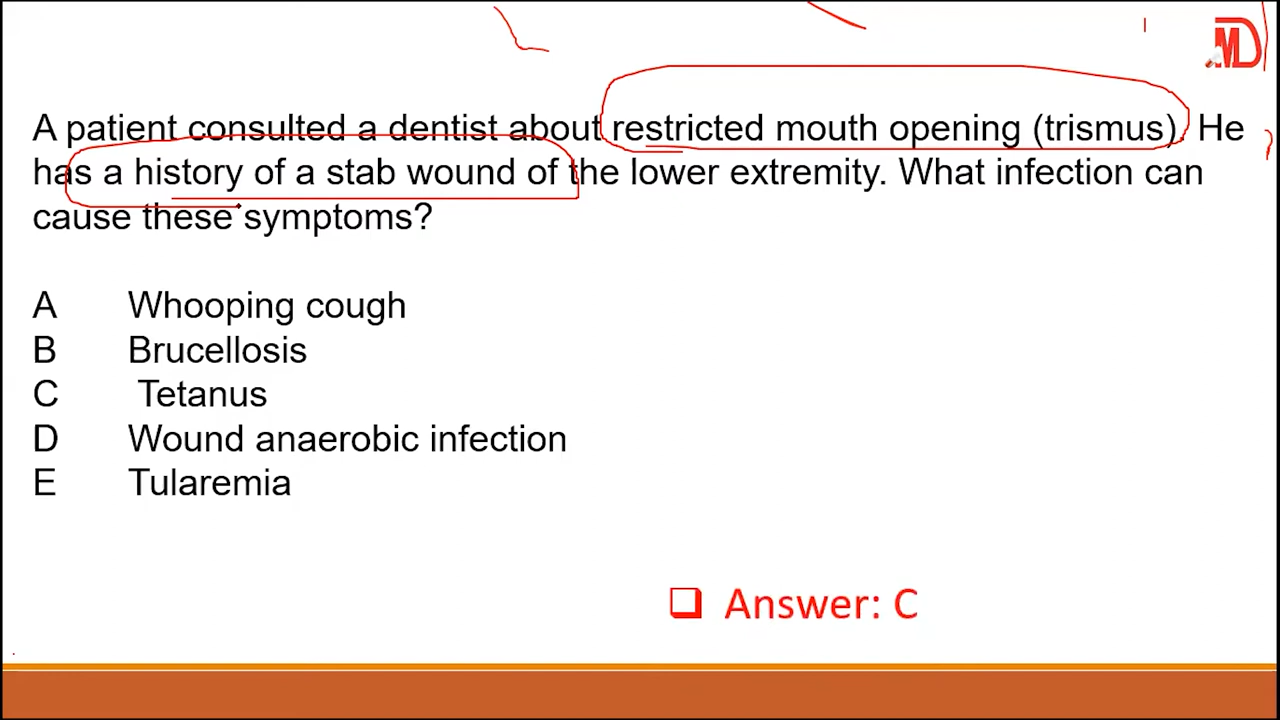 MD
A patient consulted a dentist about restricted mouth opening (trismus). He
has a history of a stab wound of the lower extremity. What infection can
cause these symptoms?
A Whooping cough
B Brucellosis
C Tetanus
D Wound anaerobic infection
E Tularemia
❑ Answer: C